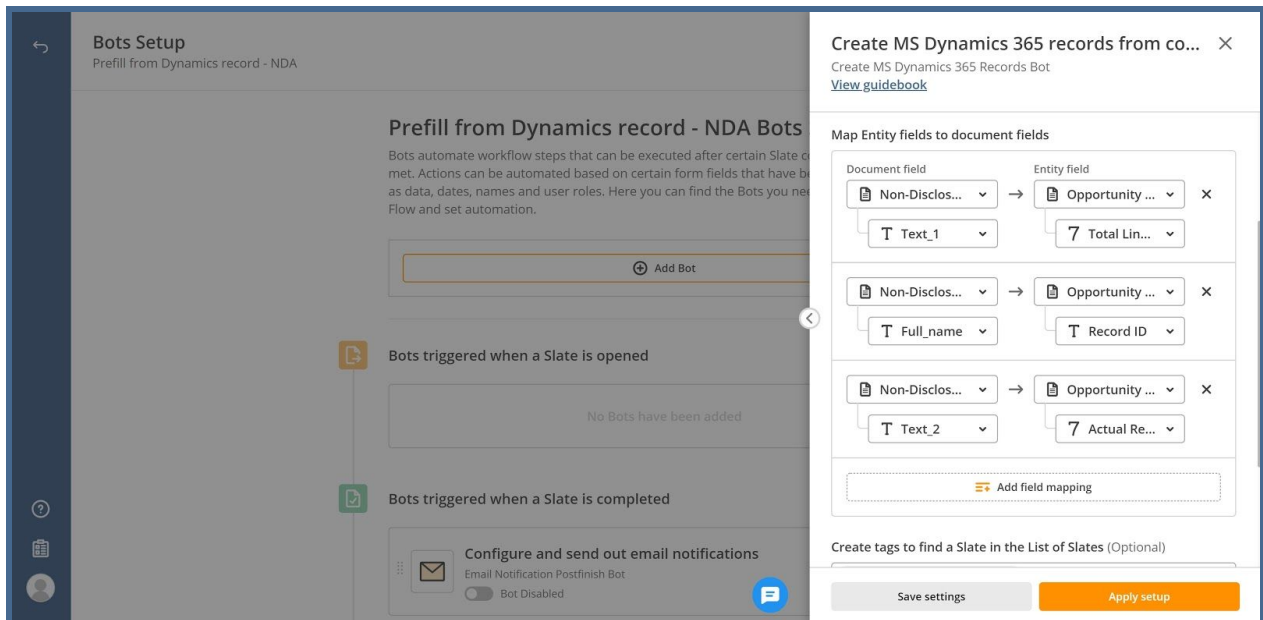 Bots Setup
Prefill from Dynamics record - NDA
Prefill from Dynamics record - NDA Bots
Bots automate workflow steps that can be executed after certain Slate co
met. Actions can be automated based on certain form fields that have be
as data, dates, names and user roles. Here you can find the Bots you nee
Flow and set automation.
Add Bot
Bots triggered when a Slate is opened
No Bots have been added
Bots triggered when a Slate is completed
Configure and send out email notifications
Email Notification Postfinish Bot
Bot Disabled
Create MS Dynamics 365 records from co...
Create MS Dynamics 365 Records Bot
View guidebook
Map Entity fields to document fields
Document field Entity field
Non-Disclos... → Opportunity ...
T Text_1 7 Total Lin...
Non-Disclos... → Opportunity ...
T Full_name T Record ID
Non-Disclos... → Opportunity ...
T Text_2 7 Actual Re...
Add field mapping
Create tags to find a Slate in the List of Slates (Optional)
Save settings Apply setup